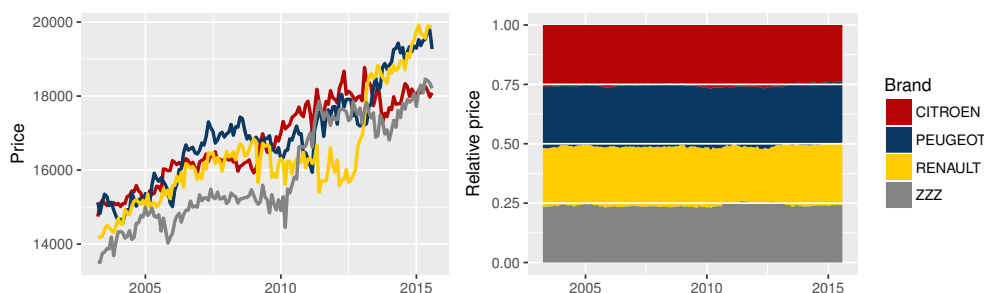 Price
20000
18000
16000
14000
2005
2010
2015
Relative price
1.00
0.75
0.50
0.25
0.00
2005
2010
2015
Brand
CITROEN
PEUGEOT
RENAULT
ZZZ